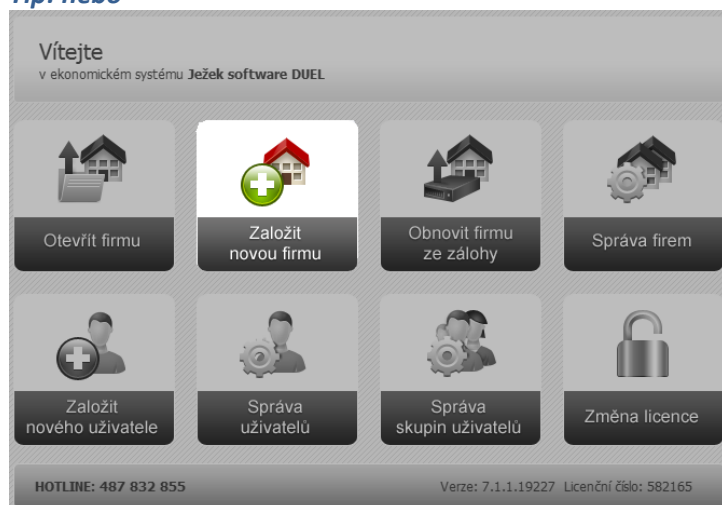 Vítejte
v ekonomickém systému Ježek software DUEL
Otevřít firmu
Založit
novou firmu
Obnovit firmu
ze zálohy
Správa firem
Založit
nového uživatele
Správa
uživatelů
Správa
skupin uživatelů
Změna licence
HOTLINE: 487 832 855
Verze: 7.1.1.19227 Licenční číslo: 582165